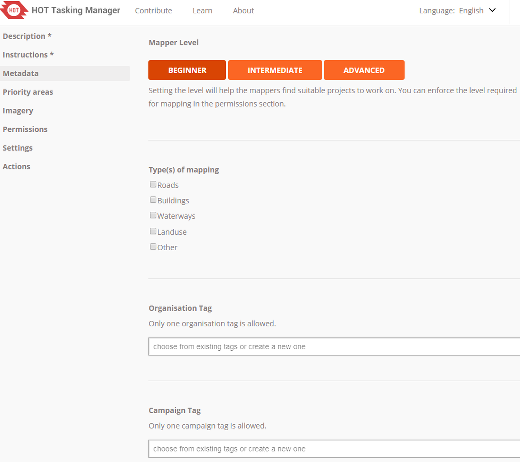 HOT HOT Tasking Manager Contribute Learn About Language: English
Description *
Instructions *
Metadata
Priority areas
Imagery
Permissions
Settings
Actions
Mapper Level
BEGINNER INTERMEDIATE ADVANCED
Setting the level will help the mappers find suitable projects to work on. You can enforce the level required
for mapping in the permissions section.
Type(s) of mapping
Roads
Buildings
Waterways
Landuse
Other
Organisation Tag
Only one organisation tag is allowed.
choose from existing tags or create a new one
Campaign Tag
Only one campaign tag is allowed.
choose from existing tags or create a new one